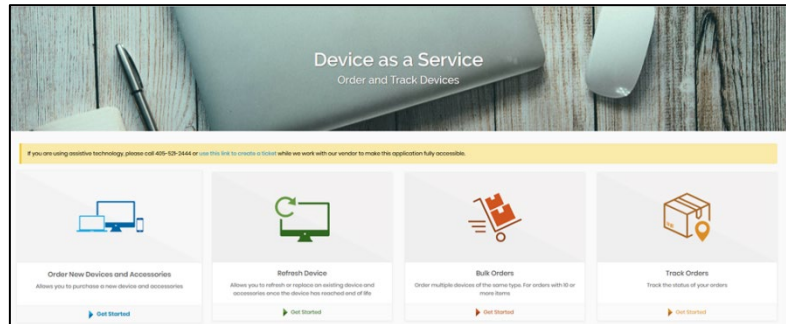 Device as a Service
Order and Track Devices
If you are using assistive technology, please call 405-521-2444 or use this link to create a ticket while we work with our vendor to make this application fully accessible.
Order New Devices and Accessories
Allows you to purchase a new device and accessories
Get Started
Refresh Device
Allows you to refresh or replace an existing device and
accessories once the device has reached end of life
Get Started
Bulk Orders
Order multiple devices of the same type. For orders with 10 or
more items
Get Started
Track Orders
Track the status of your orders
Get Started